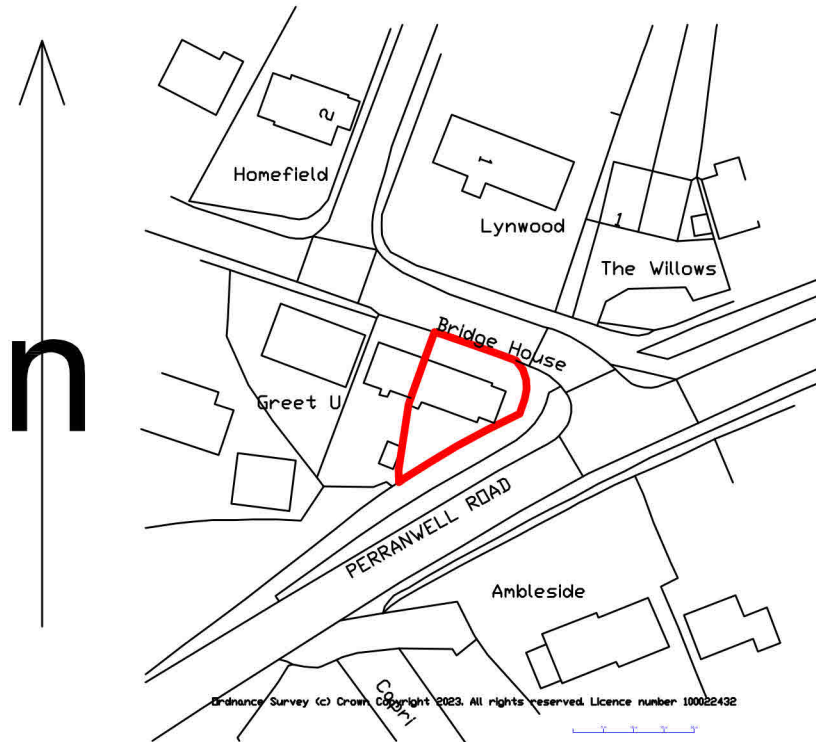 2
Homefield
1
Lynwood
1
The Willows
Bridge House
n
Greet U
PERRANWELL ROAD
Ambleside
Capri
Ordnance Survey (c) Crown Copyright 2023. All rights reserved. Licence number 100022432